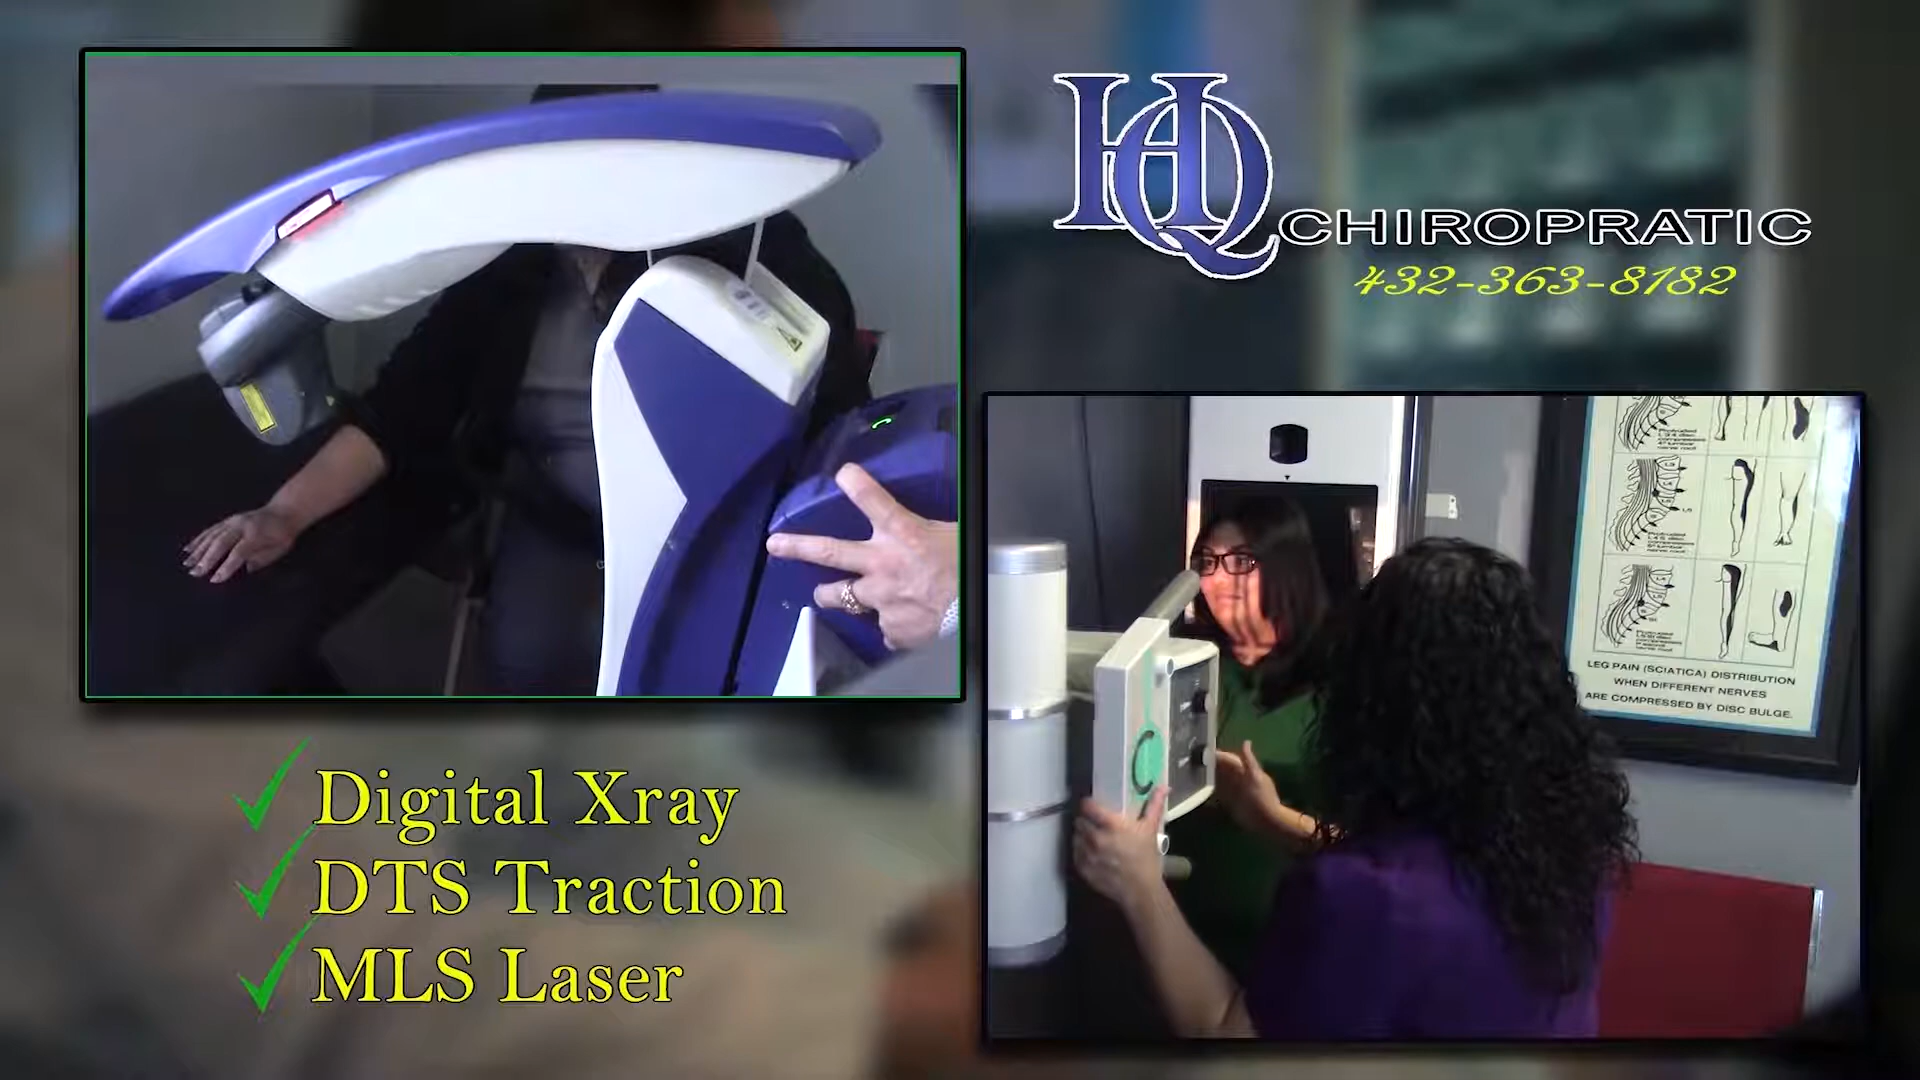 HQ
CHIROPRATIC
432-363-8182
Digital Xray
DTS Traction
MLS Laser
LEG PAIN (SCIATICA) DISTRIBUTION
WHEN DIFFERENT NERVES
ARE COMPRESSED BY DISC BULGE.